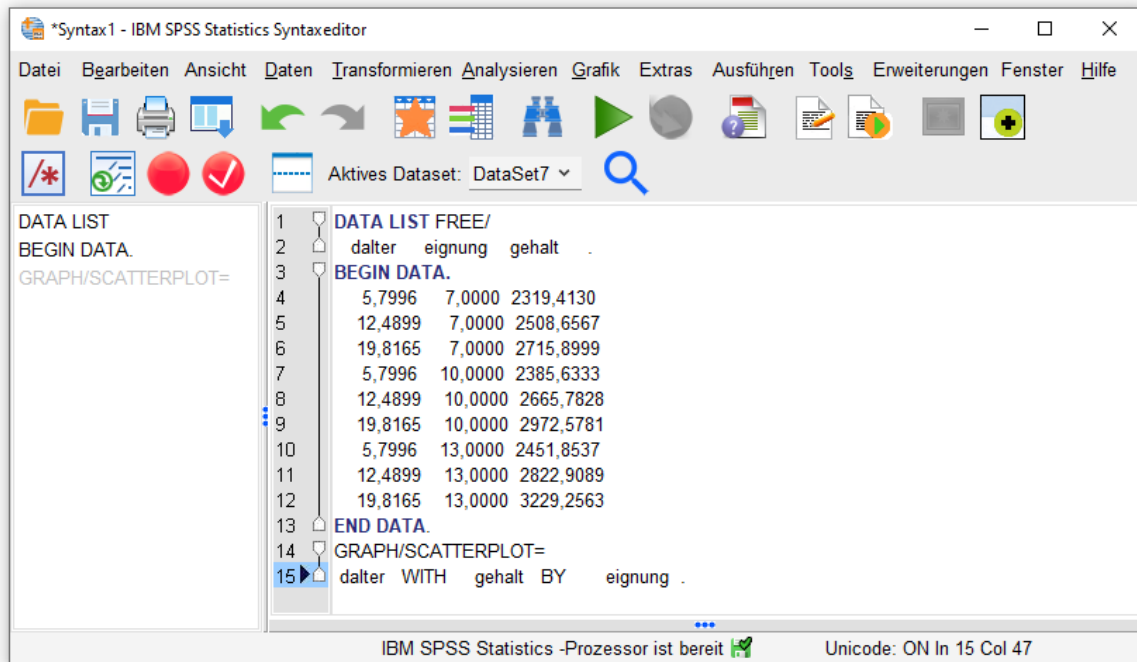 *Syntax1 - IBM SPSS Statistics Syntaxeditor
Datei Bearbeiten Ansicht Daten Transformieren Analysieren Grafik Extras Ausführen Tools Erweiterungen Fenster Hilfe
/* Aktives Dataset: DataSet7
DATA LIST
BEGIN DATA.
GRAPH/SCATTERPLOT=
1 DATA LIST FREE/
2 dalter eignung gehalt .
3 BEGIN DATA.
4 5,7996 7,0000 2319,4130
5 12,4899 7,0000 2508,6567
6 19,8165 7,0000 2715,8999
7 5,7996 10,0000 2385,6333
8 12,4899 10,0000 2665,7828
9 19,8165 10,0000 2972,5781
10 5,7996 13,0000 2451,8537
11 12,4899 13,0000 2822,9089
12 19,8165 13,0000 3229,2563
13 END DATA.
14 GRAPH/SCATTERPLOT=
15 dalter WITH gehalt BY eignung .
IBM SPSS Statistics -Prozessor ist bereit Unicode: ON In 15 Col 47